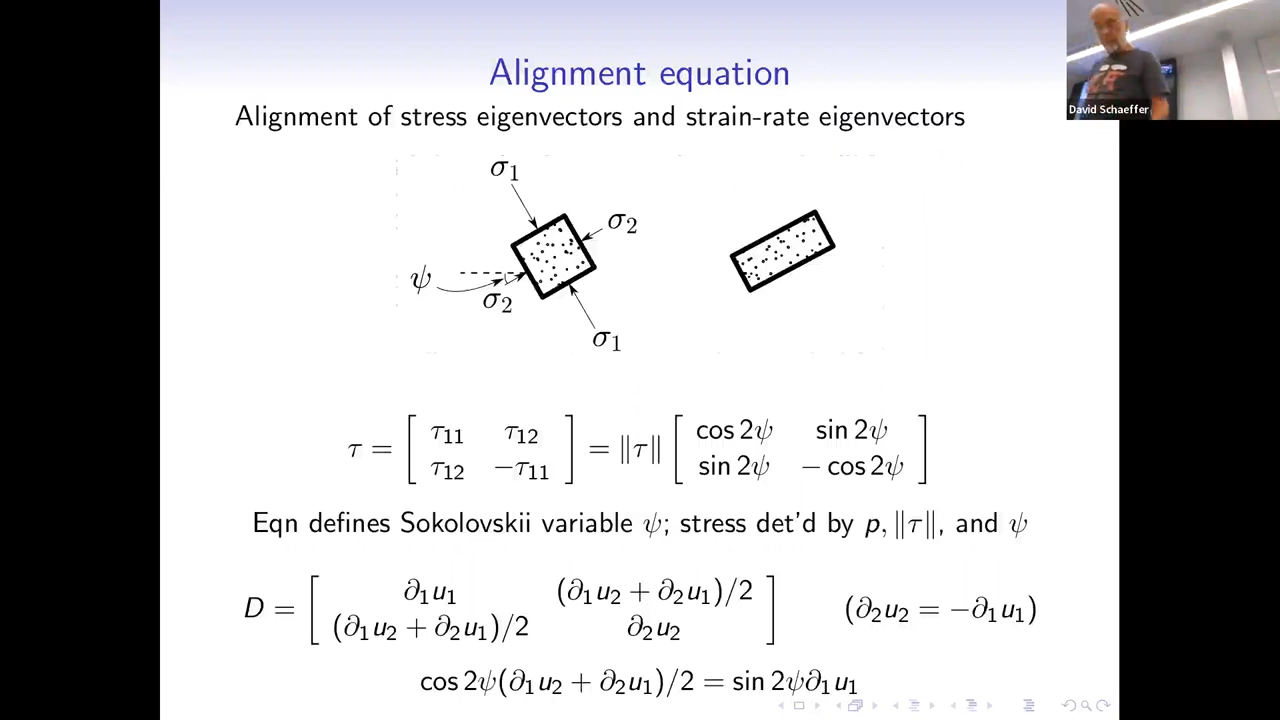 Alignment equation
David Schaeffer
Alignment of stress eigenvectors and strain-rate eigenvectors
σ₁
σ₂
ψ
σ₂
σ₁
τ = [ τ₁₁ τ₁₂ ; τ₁₂ −τ₁₁ ] = ‖τ‖ [ cos 2ψ sin 2ψ ; sin 2ψ − cos 2ψ ]
Eqn defines Sokolovskii variable ψ; stress det'd by p, ‖τ‖, and ψ
D = [ ∂₁u₁ (∂₁u₂ + ∂₂u₁)/2 ; (∂₁u₂ + ∂₂u₁)/2 ∂₂u₂ ] (∂₂u₂ = −∂₁u₁)
cos 2ψ(∂₁u₂ + ∂₂u₁)/2 = sin 2ψ∂₁u₁